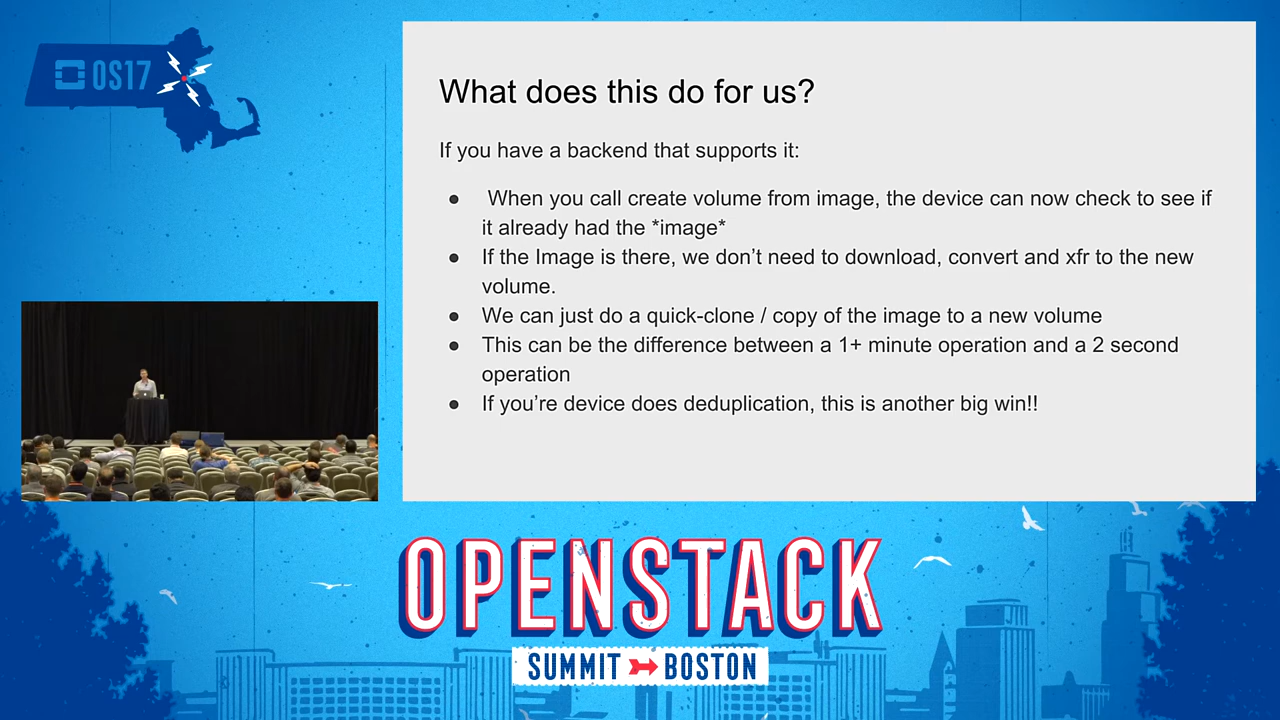 OS17
What does this do for us?
If you have a backend that supports it:
● When you call create volume from image, the device can now check to see if
it already had the *image*
● If the Image is there, we don’t need to download, convert and xfr to the new
volume.
● We can just do a quick-clone / copy of the image to a new volume
● This can be the difference between a 1+ minute operation and a 2 second
operation
● If you’re device does deduplication, this is another big win!!
OPENSTACK
SUMMIT BOSTON